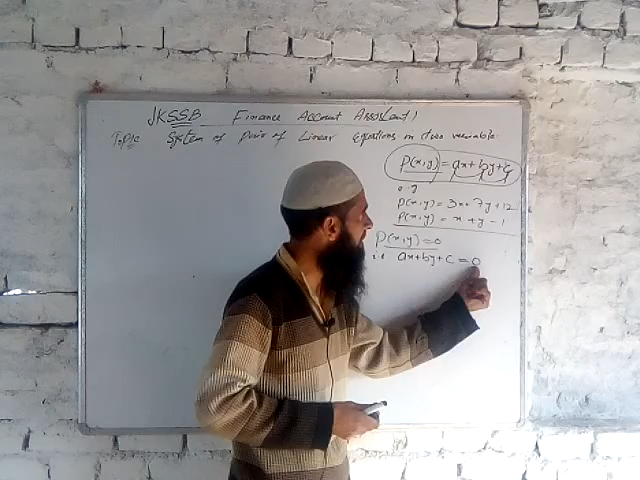 JKSSB Finance Account Assistant
Topic System of Pair of Linear Equations in two variable
P(x,y) = ax+by+c
e.g
P(x,y) = 3x+7y+12
P(x,y) = x+y-1
P(x,y)=0
i.e ax+by+c=0